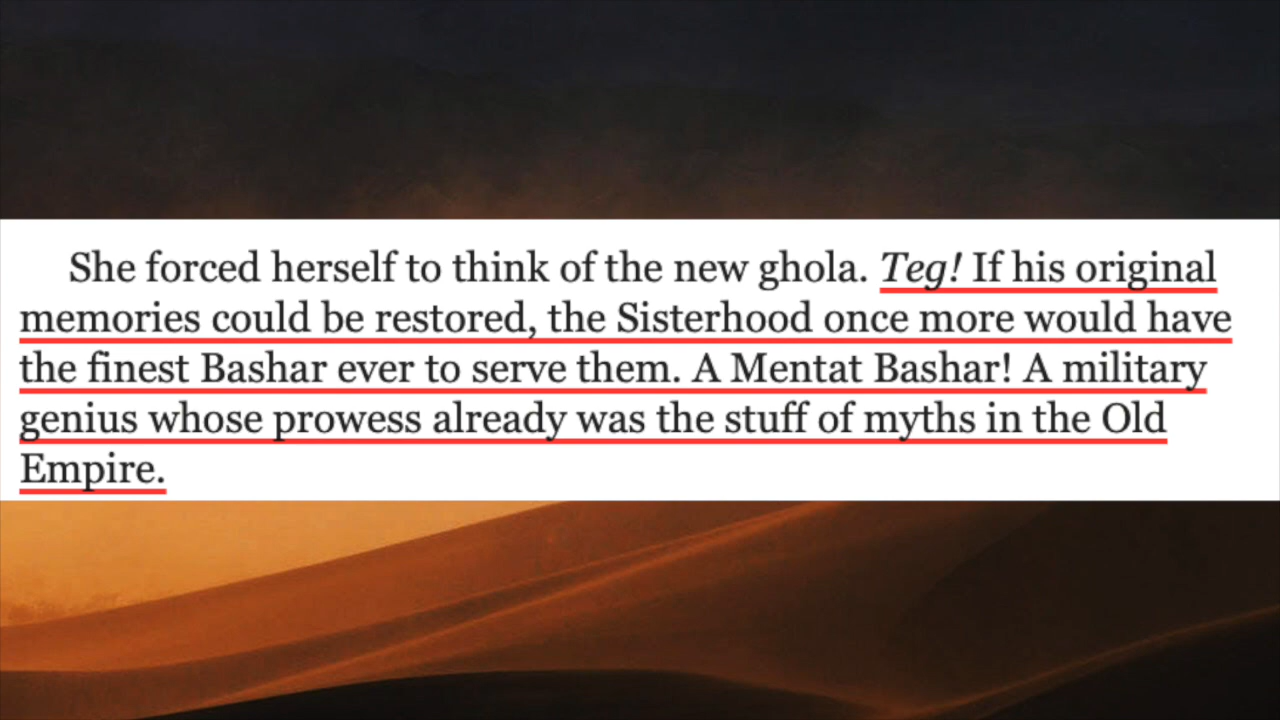 She forced herself to think of the new ghola. Teg! If his original
memories could be restored, the Sisterhood once more would have
the finest Bashar ever to serve them. A Mentat Bashar! A military
genius whose prowess already was the stuff of myths in the Old
Empire.